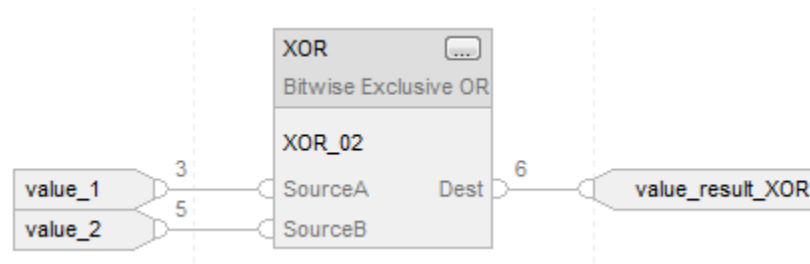 XOR
...
Bitwise Exclusive OR
XOR_02
value_1
3
SourceA
Dest
6
value_result_XOR
value_2
5
SourceB